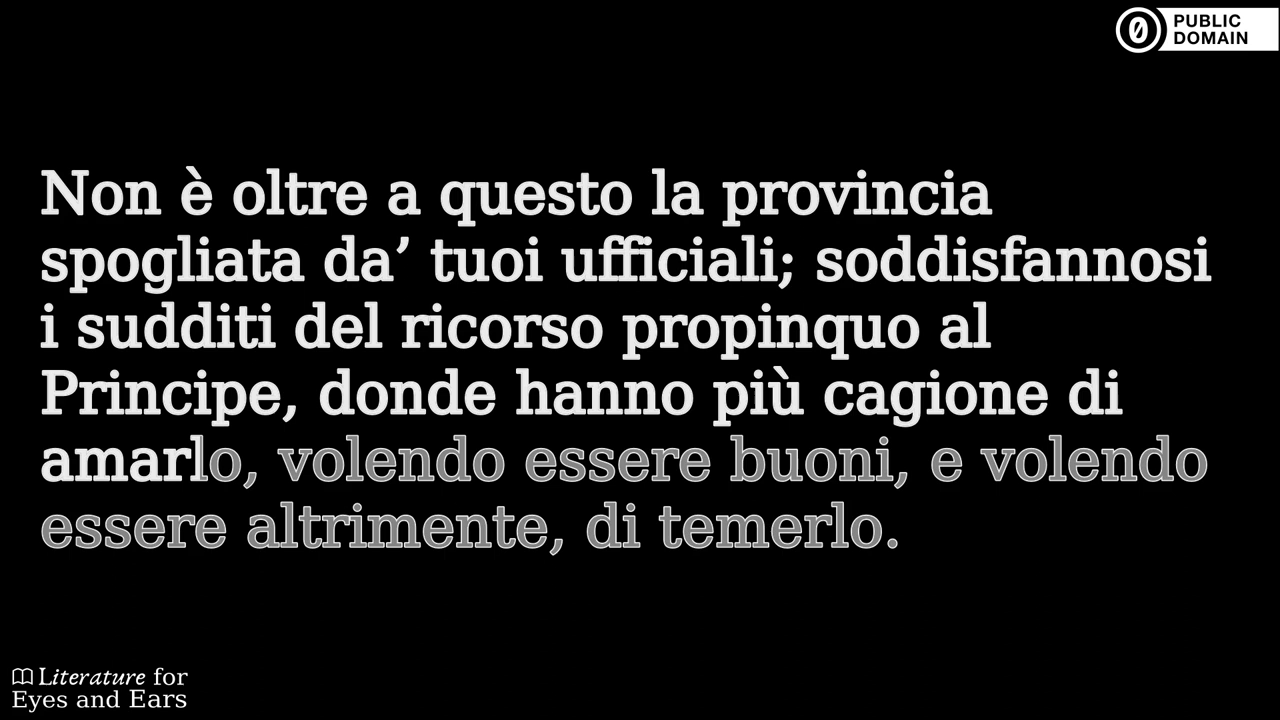 PUBLIC
DOMAIN
Non è oltre a questo la provincia
spogliata da’ tuoi ufficiali; soddisfannosi
i sudditi del ricorso propinquo al
Principe, donde hanno più cagione di
amarlo, volendo essere buoni, e volendo
essere altrimente, di temerlo.
Literature for
Eyes and Ears